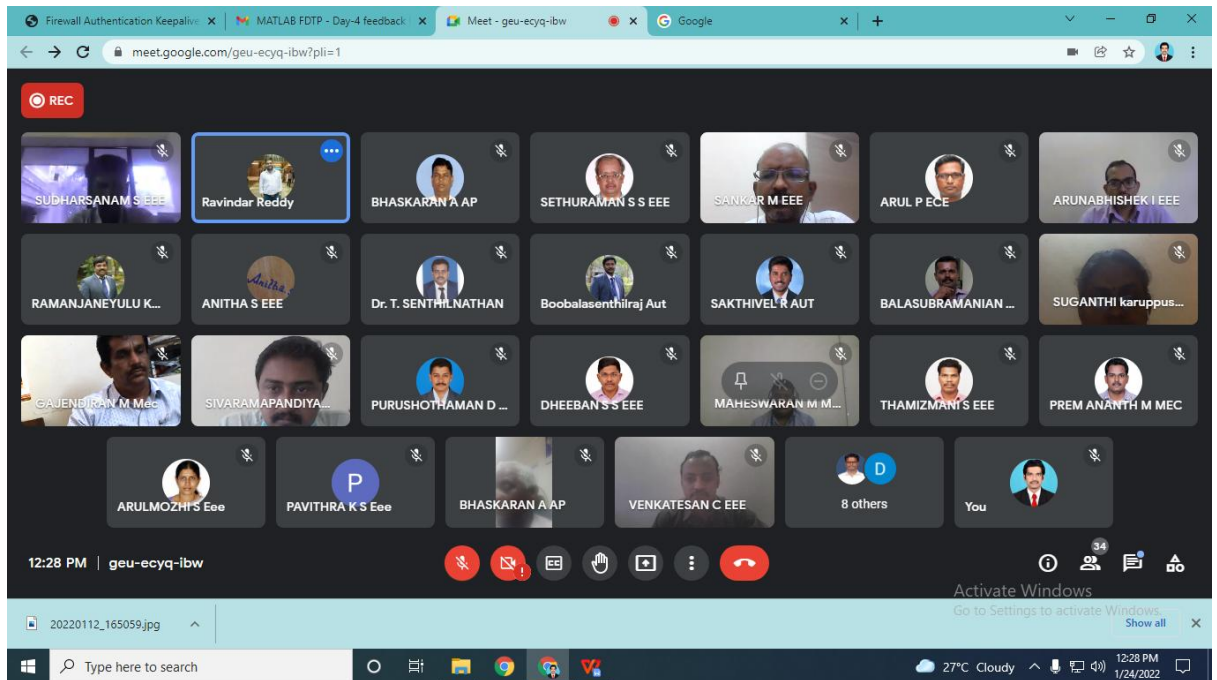 Firewall Authentication Keepalive
MATLAB FDTP - Day-4 feedback
Meet - geu-ecyq-ibw
Google
meet.google.com/geu-ecyq-ibw?pli=1
REC
SUDHARSANAM S EEE
Ravindar Reddy
BHASKARAN A AP
SETHURAMAN S S EEE
SANKAR M EEE
ARUL P ECE
ARUNABHISHEK I EEE
RAMANJANEYULU K...
Anitha.
ANITHA S EEE
Dr. T. SENTHILNATHAN
Boobalasenthilraj Aut
SAKTHIVEL R AUT
BALASUBRAMANIAN ...
SUGANTHI karuppus...
GAJENDIRAN M Mec
SIVARAMAPANDIYA...
PURUSHOTHAMAN D ...
DHEEBAN S S EEE
MAHESWARAN M M...
THAMIZMANI S EEE
PREM ANANTH M MEC
ARULMOZHI S Eee
P
PAVITHRA K S Eee
BHASKARAN A AP
VENKATESAN C EEE
D
8 others
You
12:28 PM | geu-ecyq-ibw
CC
34
Activate Windows
Go to Settings to activate Windows.
20220112_165059.jpg
Show all
Type here to search
27°C Cloudy
12:28 PM
1/24/2022